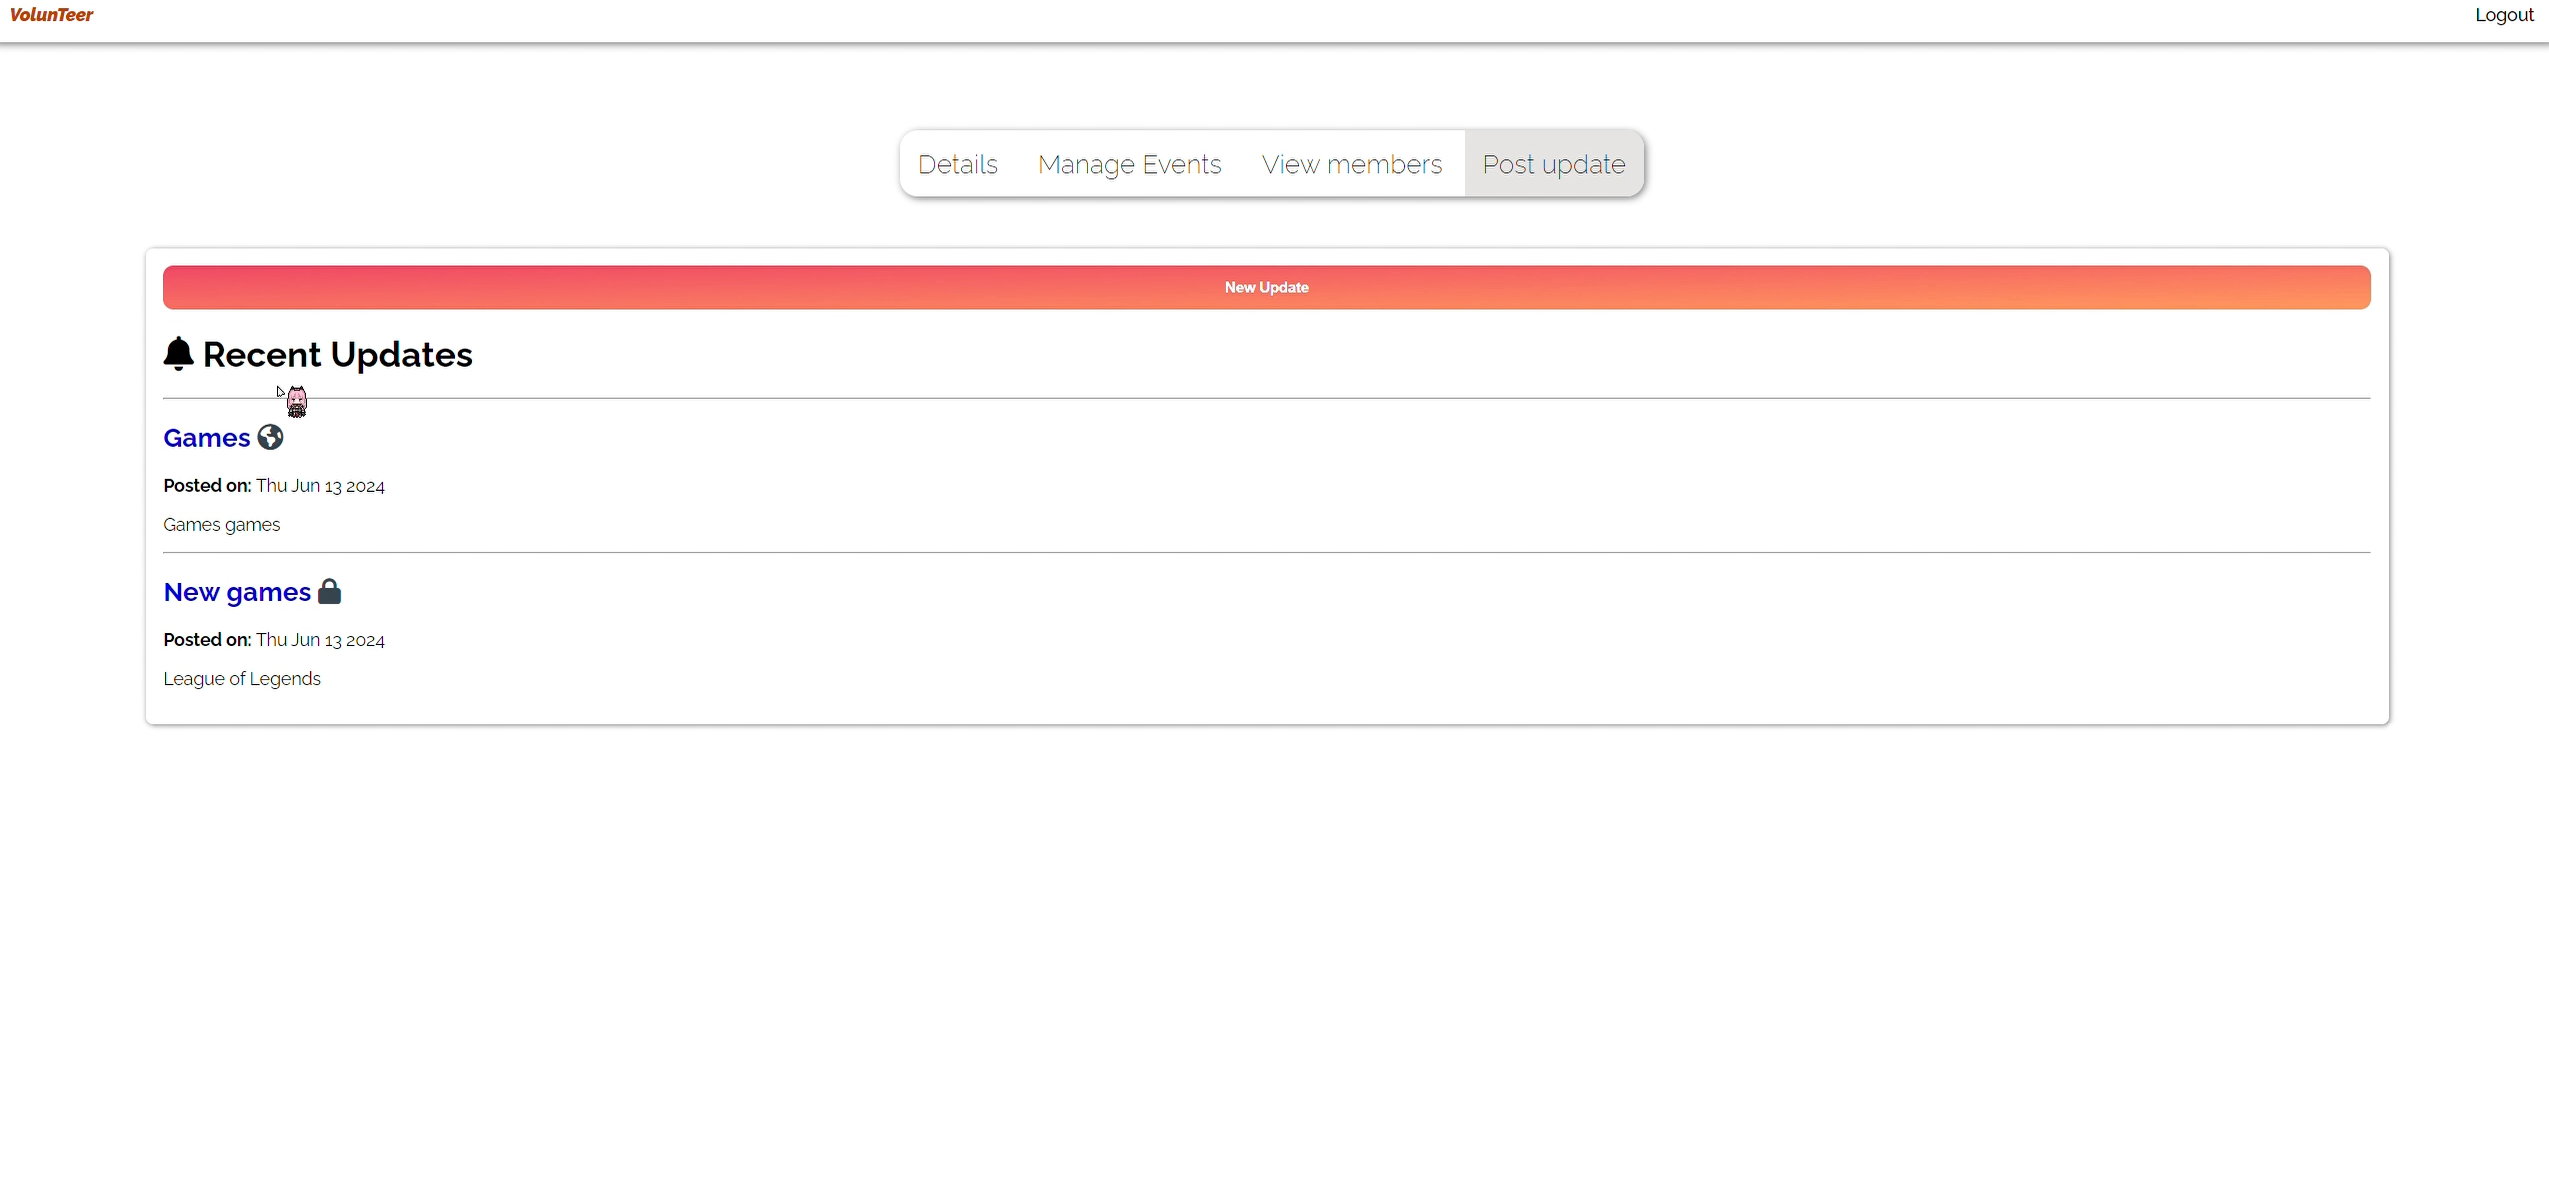 VolunTeer
Logout
Details Manage Events View members Post update
New Update
Recent Updates
Games
Posted on: Thu Jun 13 2024
Games games
New games
Posted on: Thu Jun 13 2024
League of Legends